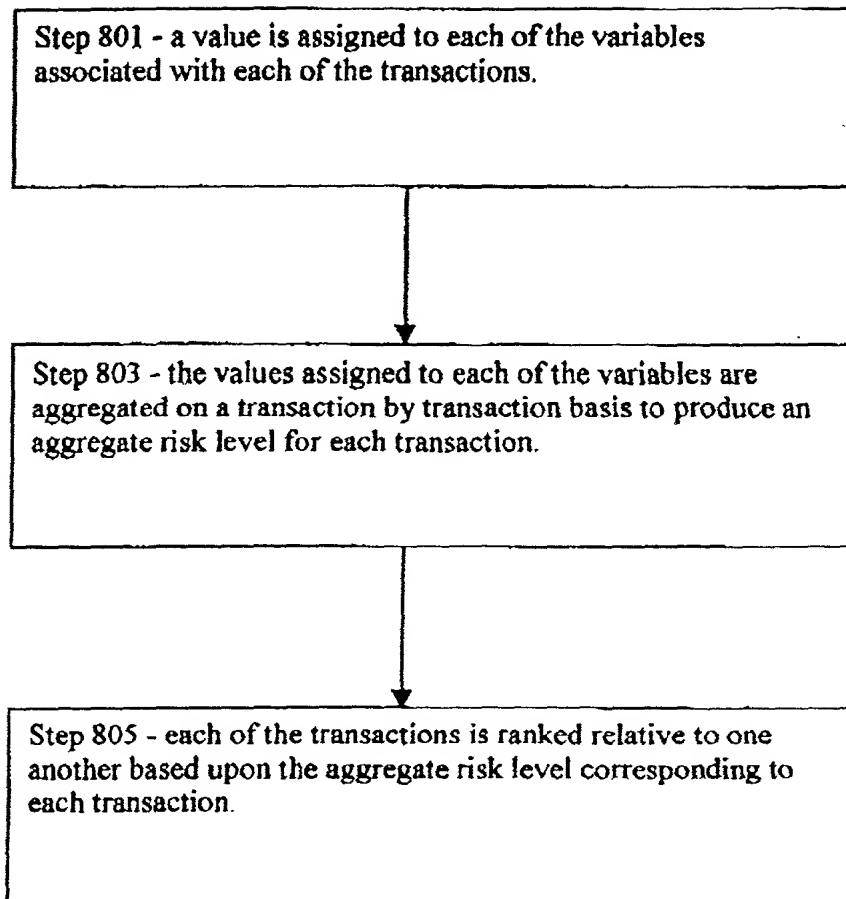 Step 801 - a value is assigned to each of the variables
associated with each of the transactions.
Step 803 - the values assigned to each of the variables are
aggregated on a transaction by transaction basis to produce an
aggregate risk level for each transaction.
Step 805 - each of the transactions is ranked relative to one
another based upon the aggregate risk level corresponding to
each transaction.